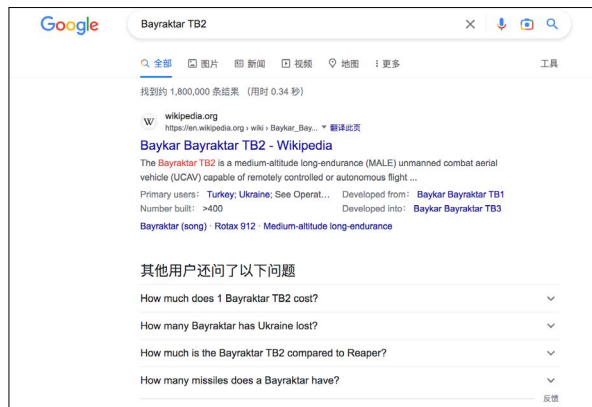 Google
Bayraktar TB2
全部 图片 新闻 视频 地图 更多 工具
找到约 1,800,000 条结果 （用时 0.34 秒）
W
wikipedia.org
https://en.wikipedia.org › wiki › Baykar_Bay... 翻译此页
Baykar Bayraktar TB2 - Wikipedia
The Bayraktar TB2 is a medium-altitude long-endurance (MALE) unmanned combat aerial
vehicle (UCAV) capable of remotely controlled or autonomous flight ...
Primary users： Turkey; Ukraine; See Operat... Developed from： Baykar Bayraktar TB1
Number built： >400 Developed into： Baykar Bayraktar TB3
Bayraktar (song) · Rotax 912 · Medium-altitude long-endurance
其他用户还问了以下问题
How much does 1 Bayraktar TB2 cost?
How many Bayraktar has Ukraine lost?
How much is the Bayraktar TB2 compared to Reaper?
How many missiles does a Bayraktar have?
反馈